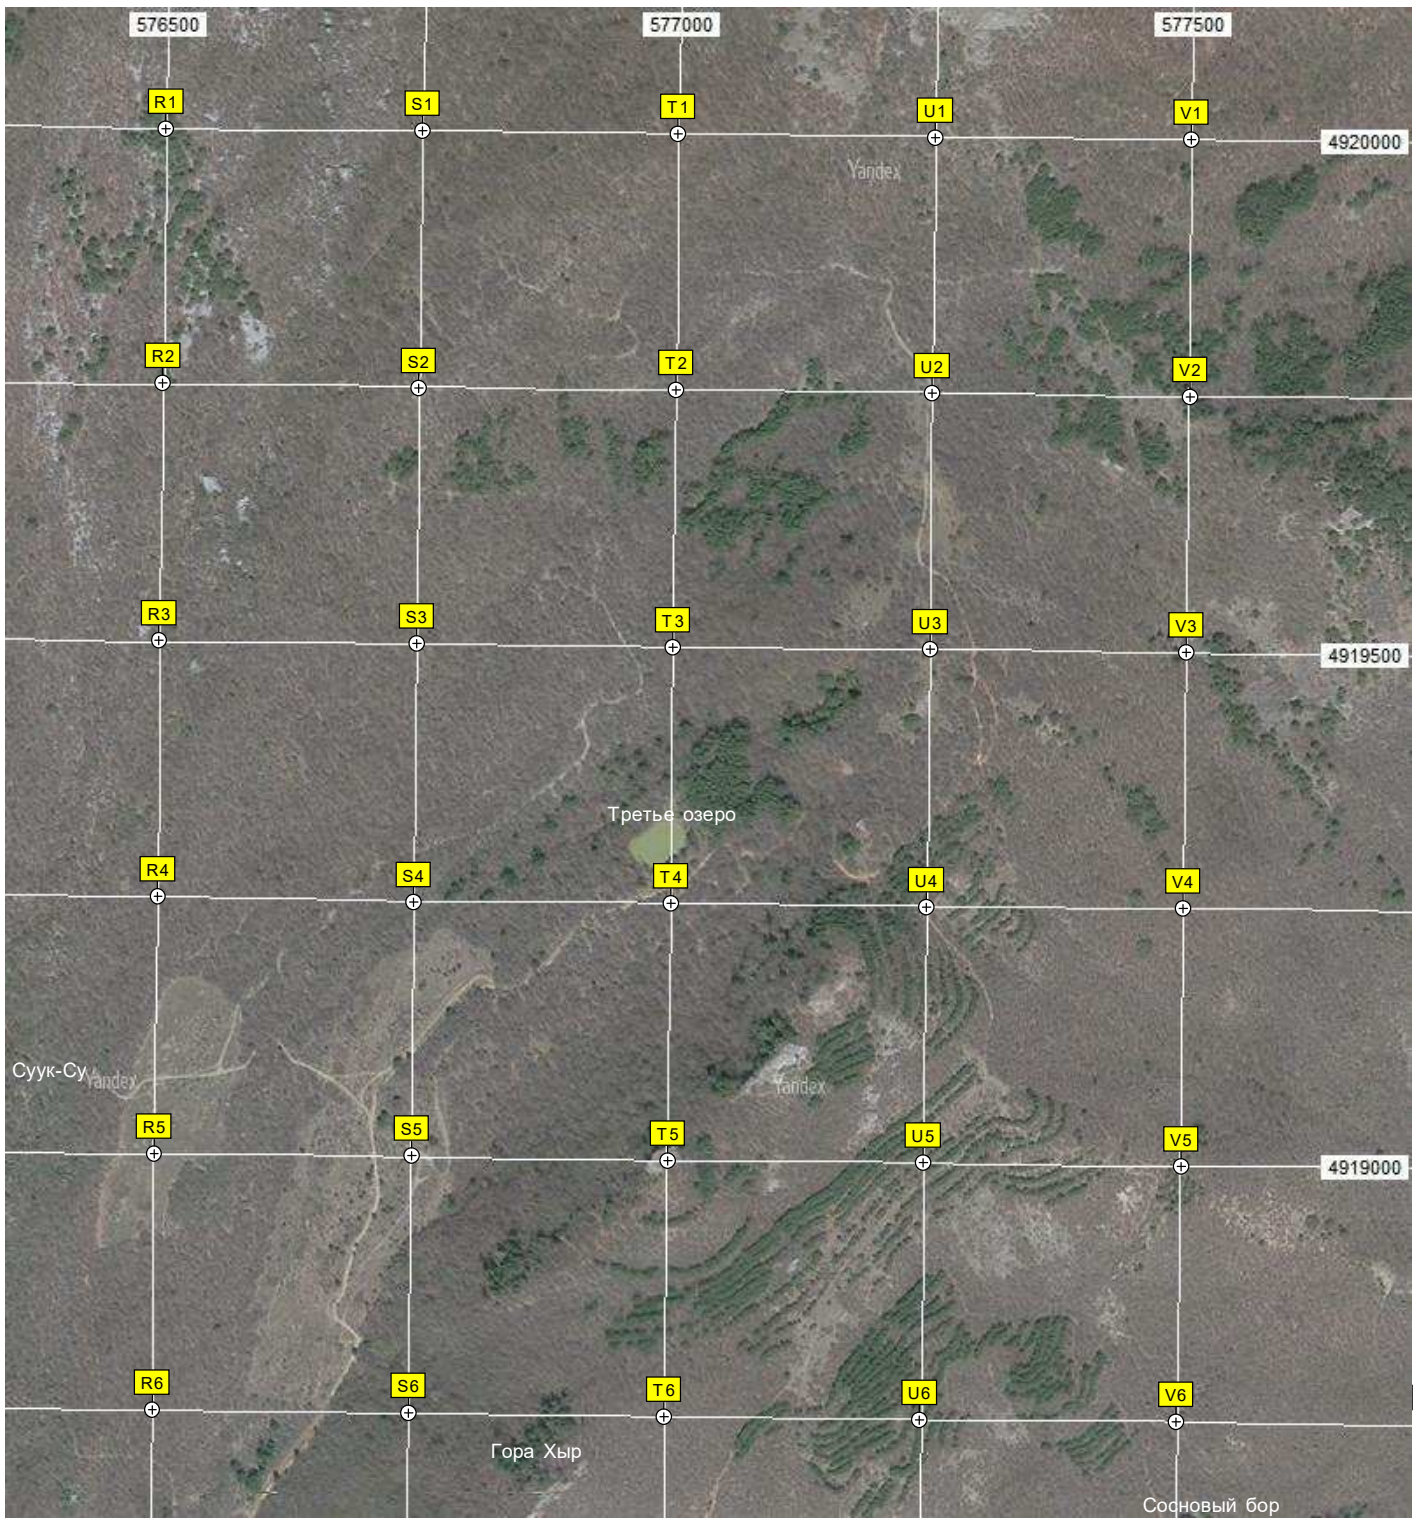 576500 577000 577500
R1 S1 T1 U1 V1
4920000
Yandex
R2 S2 T2 U2 V2
R3 S3 T3 U3 V3
4919500
Третье озеро
R4 S4 T4 U4 V4
Суук-Су Yandex Yandex
R5 S5 T5 U5 V5
4919000
R6 S6 T6 U6 V6
Гора Хыр
Сосновый бор